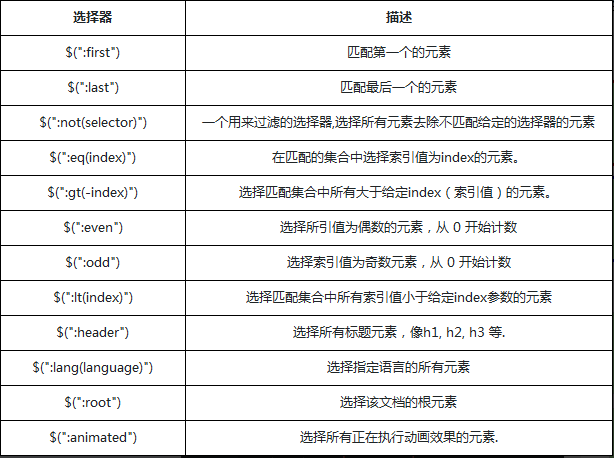 选择器 描述
$(":first") 匹配第一个的元素
$(":last") 匹配最后一个的元素
$(":not(selector)") 一个用来过滤的选择器,选择所有元素去除不匹配给定的选择器的元素
$(":eq(index)") 在匹配的集合中选择索引值为index的元素。
$(":gt(-index)") 选择匹配集合中所有大于给定index（索引值）的元素。
$(":even") 选择所引值为偶数的元素，从 0 开始计数
$(":odd") 选择索引值为奇数元素，从 0 开始计数
$(":lt(index)") 选择匹配集合中所有索引值小于给定index参数的元素
$(":header") 选择所有标题元素，像h1, h2, h3 等.
$(":lang(language)") 选择指定语言的所有元素
$(":root") 选择该文档的根元素
$(":animated") 选择所有正在执行动画效果的元素.